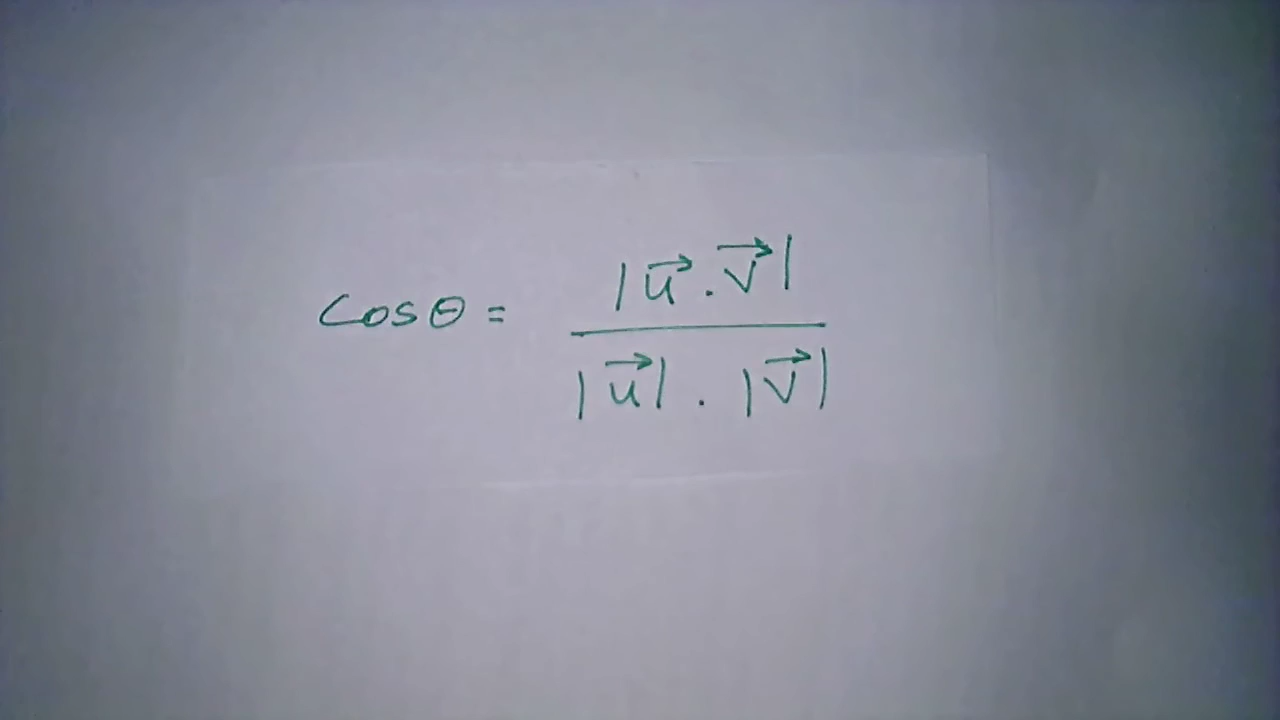 cosθ = |u⃗ . v⃗| / |u⃗| . |v⃗|